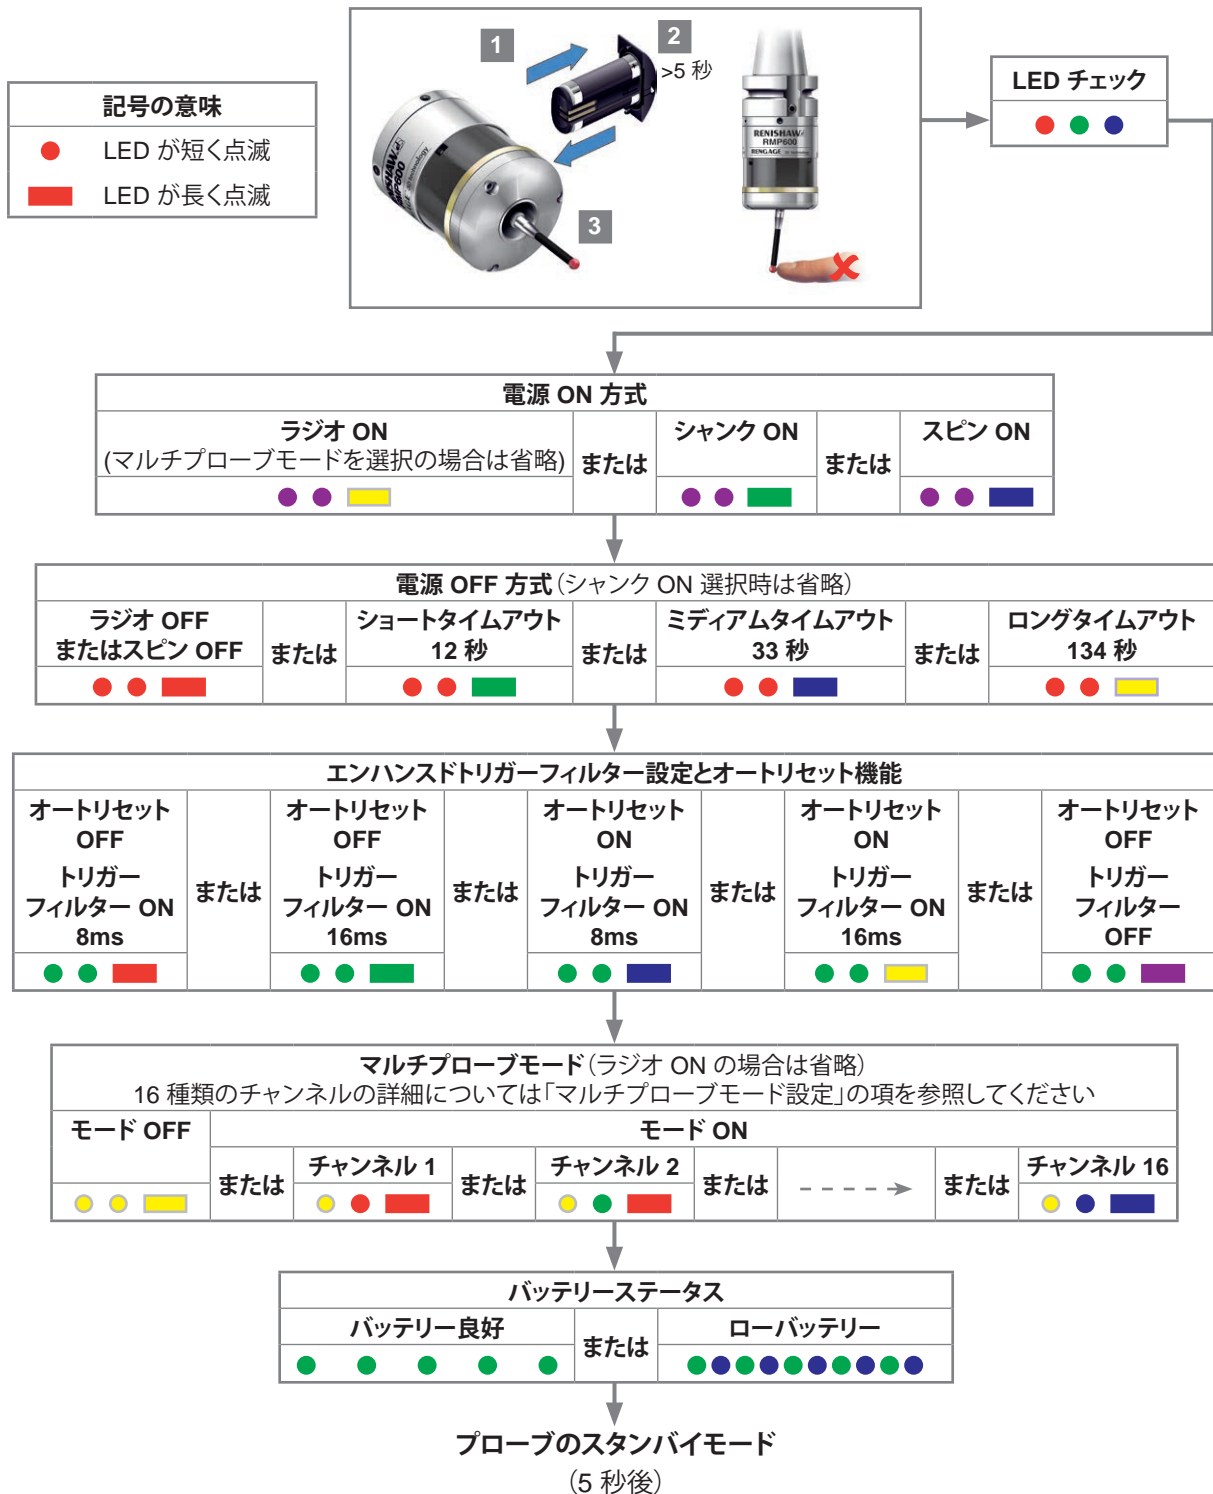 1
2
>5 秒
3
RENISHAW
RMP600
technology
RENISHAW
RMP600
RENGAGE
記号の意味
LED が短く点滅
LED が長く点滅
LED チェック
電源 ON 方式
ラジオ ON
(マルチプローブモードを選択の場合は省略)
または
シャンク ON
または
スピン ON
電源 OFF 方式(シャンク ON 選択時は省略)
ラジオ OFF
またはスピン OFF
または
ショートタイムアウト
12 秒
または
ミディアムタイムアウト
33 秒
または
ロングタイムアウト
134 秒
エンハンスドトリガーフィルター設定とオートリセット機能
オートリセット
OFF
トリガー
フィルター ON
8ms
または
オートリセット
OFF
トリガー
フィルター ON
16ms
または
オートリセット
ON
トリガー
フィルター ON
8ms
または
オートリセット
ON
トリガー
フィルター ON
16ms
または
オートリセット
OFF
トリガー
フィルター
OFF
マルチプローブモード(ラジオ ON の場合は省略)
16 種類のチャンネルの詳細については「マルチプローブモード設定」の項を参照してください
モード OFF
モード ON
または
チャンネル 1
または
チャンネル 2
または
または
チャンネル 16
バッテリーステータス
バッテリー良好
または
ローバッテリー
プローブのスタンバイモード
(5 秒後)